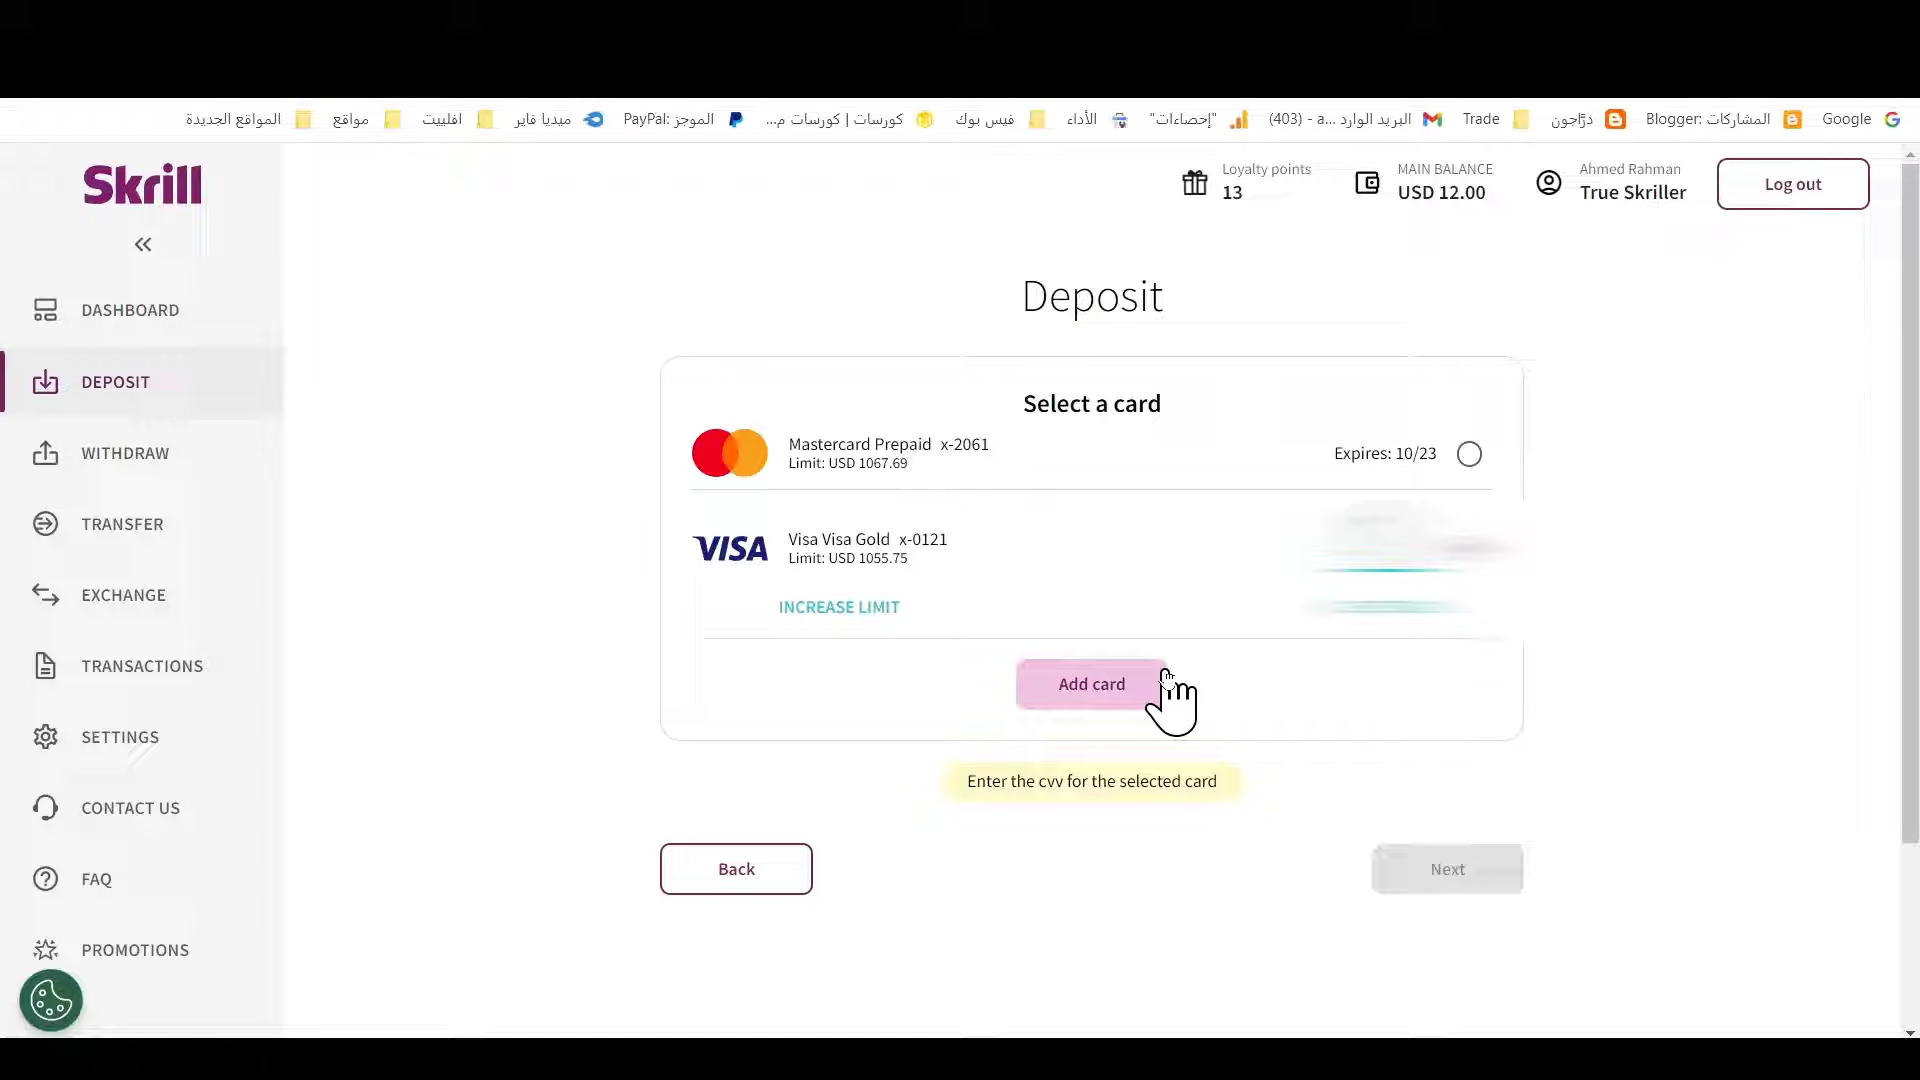 المواقع الجديدة
مواقع
افلييت
ميديا فاير
PayPal: الموجز
كورسات | كورسات م...
فيس بوك
الأداء
"إحصاءات"
البريد الوارد (403) - a...
Trade
درّاجون
Blogger: المشاركات
Google
Skrill
Loyalty points
13
MAIN BALANCE
USD 12.00
Ahmed Rahman
True Skriller
Log out
DASHBOARD
DEPOSIT
WITHDRAW
TRANSFER
EXCHANGE
TRANSACTIONS
SETTINGS
CONTACT US
FAQ
PROMOTIONS
Deposit
Select a card
Mastercard Prepaid x-2061
Limit: USD 1067.69
Expires: 10/23
VISA
Visa Visa Gold x-0121
Limit: USD 1055.75
INCREASE LIMIT
Add card
Enter the cvv for the selected card
Back
Next